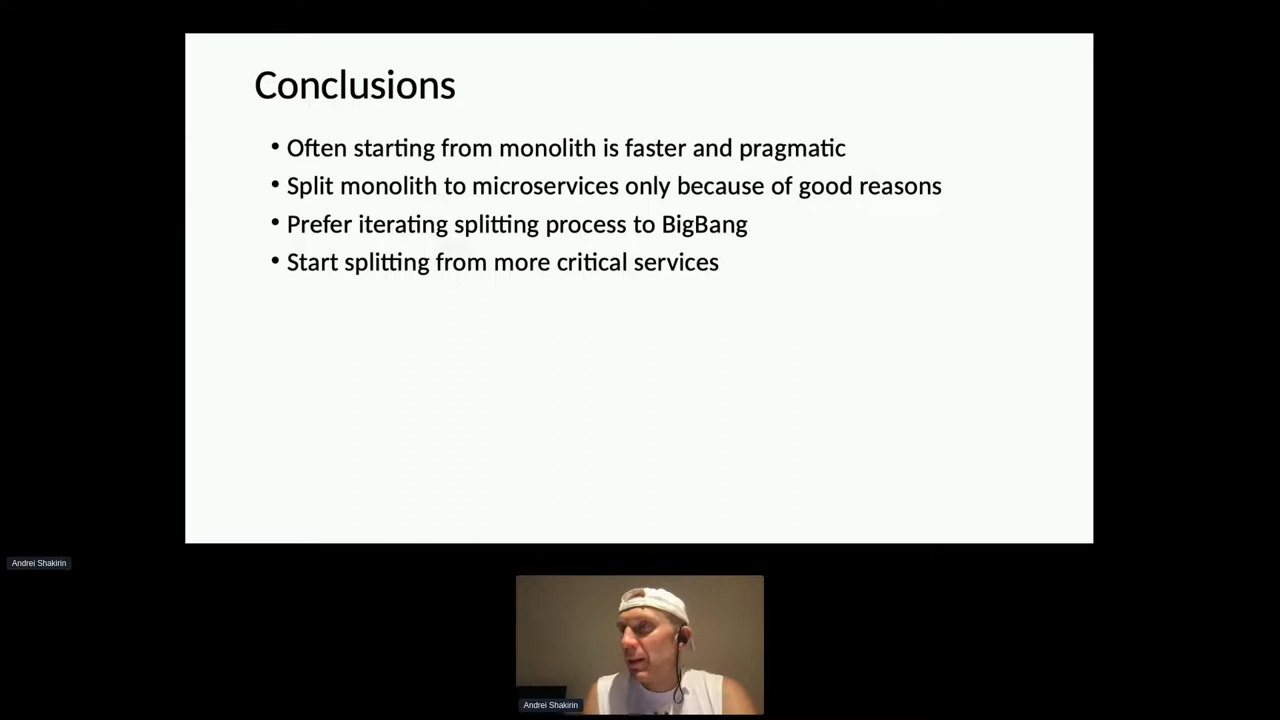 Conclusions
• Often starting from monolith is faster and pragmatic
• Split monolith to microservices only because of good reasons
• Prefer iterating splitting process to BigBang
• Start splitting from more critical services
Andrei Shakirin
Andrei Shakirin